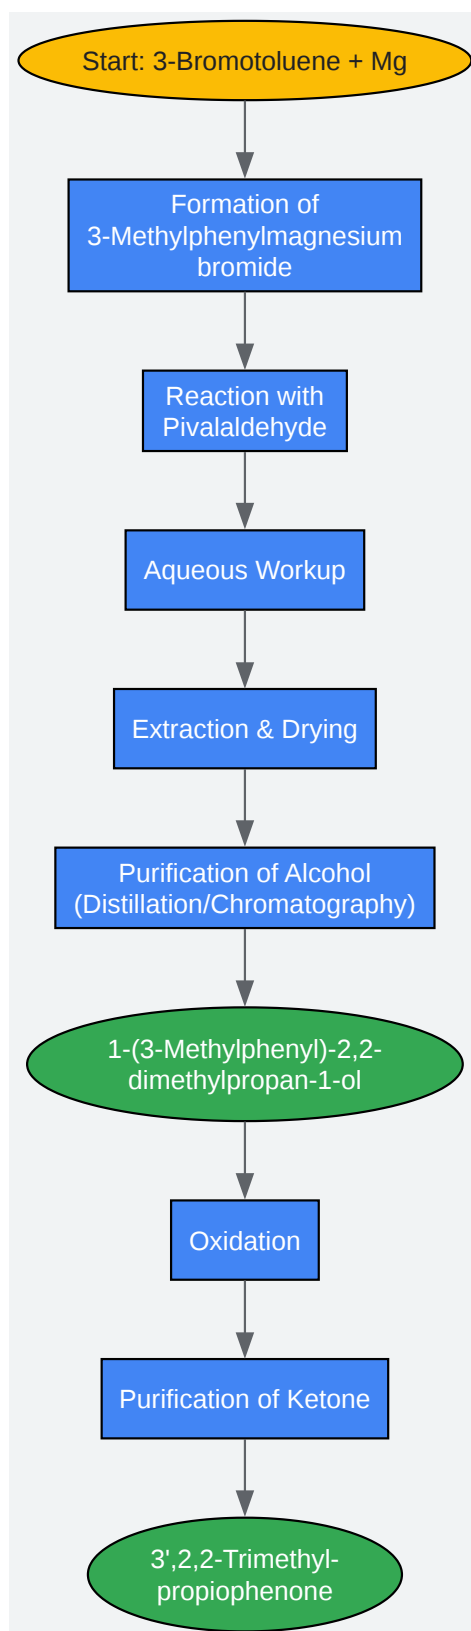 Start: 3-Bromotoluene + Mg
Formation of
3-Methylphenylmagnesium
bromide
Reaction with
Pivalaldehyde
Aqueous Workup
Extraction & Drying
Purification of Alcohol
(Distillation/Chromatography)
1-(3-Methylphenyl)-2,2-
dimethylpropan-1-ol
Oxidation
Purification of Ketone
3',2,2-Trimethyl-
propiophenone